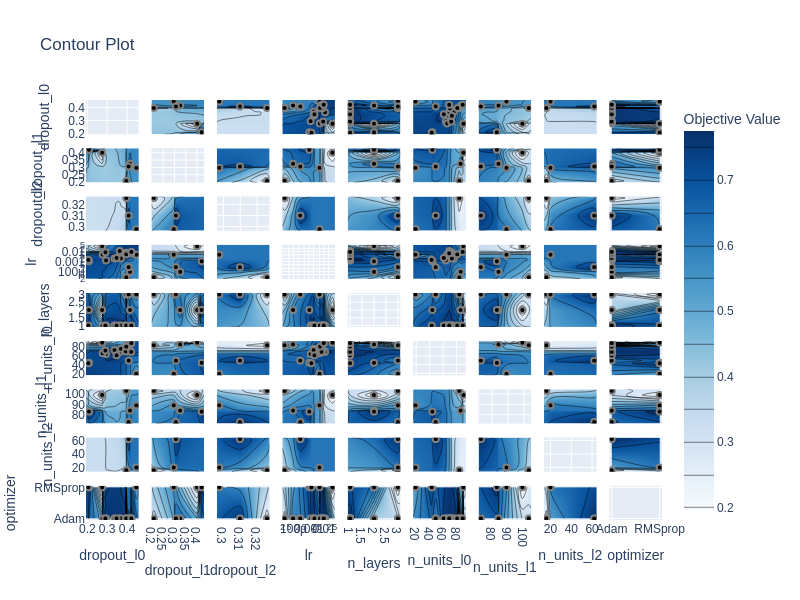 Contour Plot
Objective Value
0.7
0.6
0.5
0.4
0.3
0.2
dropout_l0
0.4
0.3
0.2
dropout_l1
0.4
0.35
0.3
0.25
0.2
dropout_l2
0.32
0.31
0.3
lr
0.01
0.001
n_layers
3
2.5
2
1.5
1
n_units_l0
80
60
40
20
n_units_l1
100
90
80
n_units_l2
60
40
20
optimizer
RMSprop
Adam
0.2 0.3 0.4
dropout_l0
0.2 0.25 0.3 0.35 0.4
dropout_l1
0.3 0.31 0.32
dropout_l2
lr
1 1.5 2 2.5 3
n_layers
20 40 60 80
n_units_l0
80 90 100
n_units_l1
20 40 60
n_units_l2
Adam RMSprop
optimizer